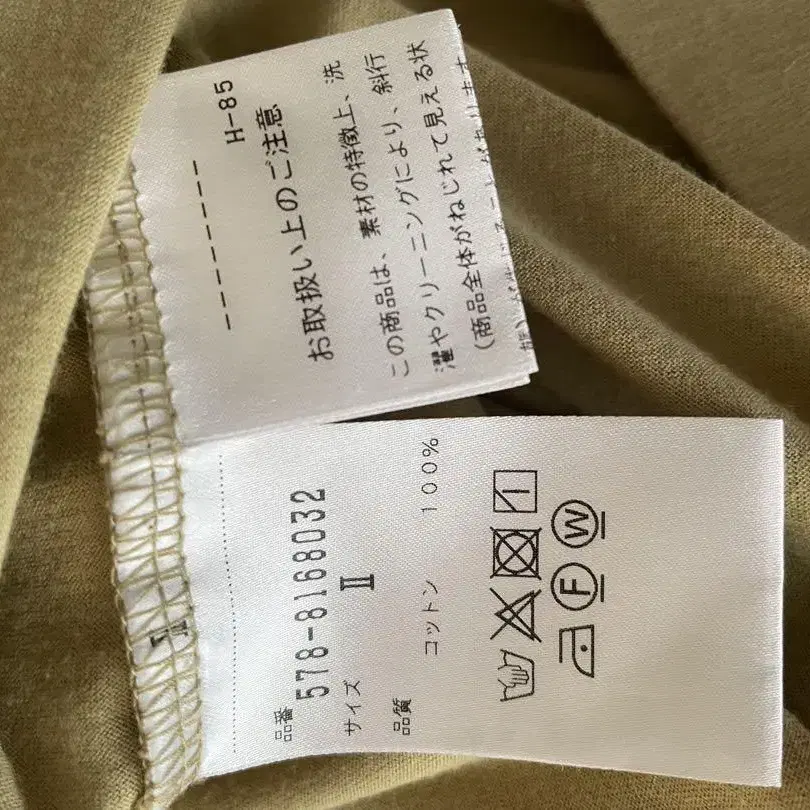 H-85
お取扱い上のご注意
この商品は、素材の特徴上、洗
濯やクリーニングにより、斜行
(商品全体がねじれて見える状
品番 578-8168032
サイズ II
品質 コットン 100%
II